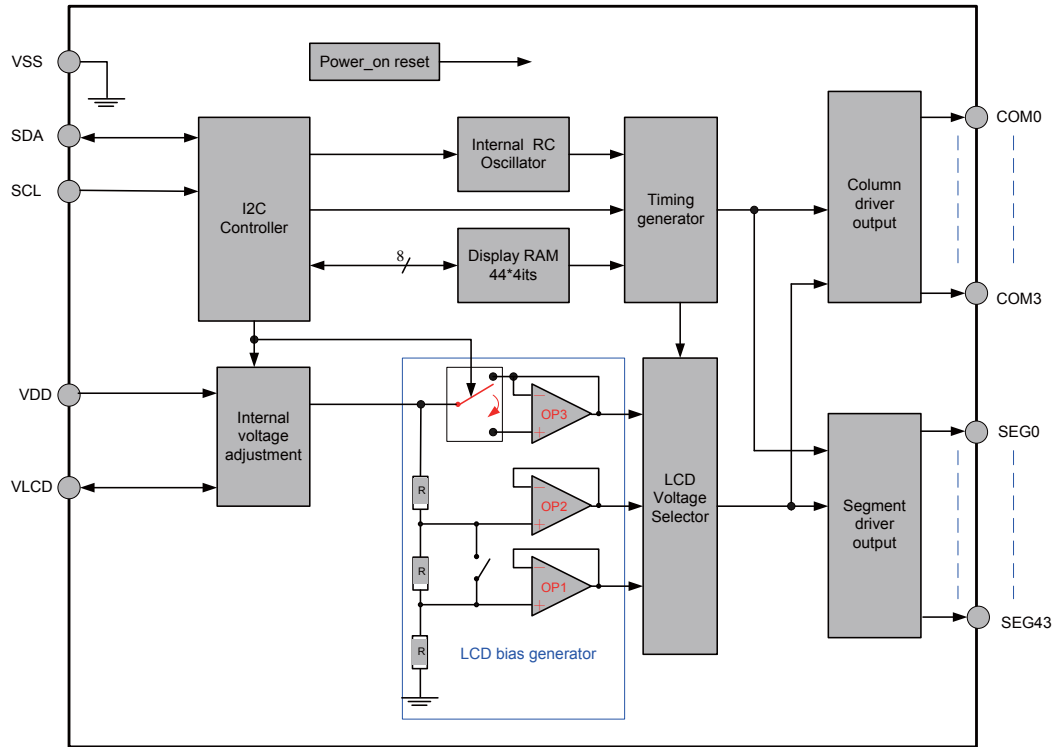 VSS
Power_on reset
SDA
SCL
I2C
Controller
Internal RC
Oscillator
8
Display RAM
44*4its
Timing
generator
Column
driver
output
COM0
COM3
VDD
VLCD
Internal
voltage
adjustment
OP3
OP2
OP1
R
R
R
LCD bias generator
LCD
Voltage
Selector
Segment
driver
output
SEG0
SEG43